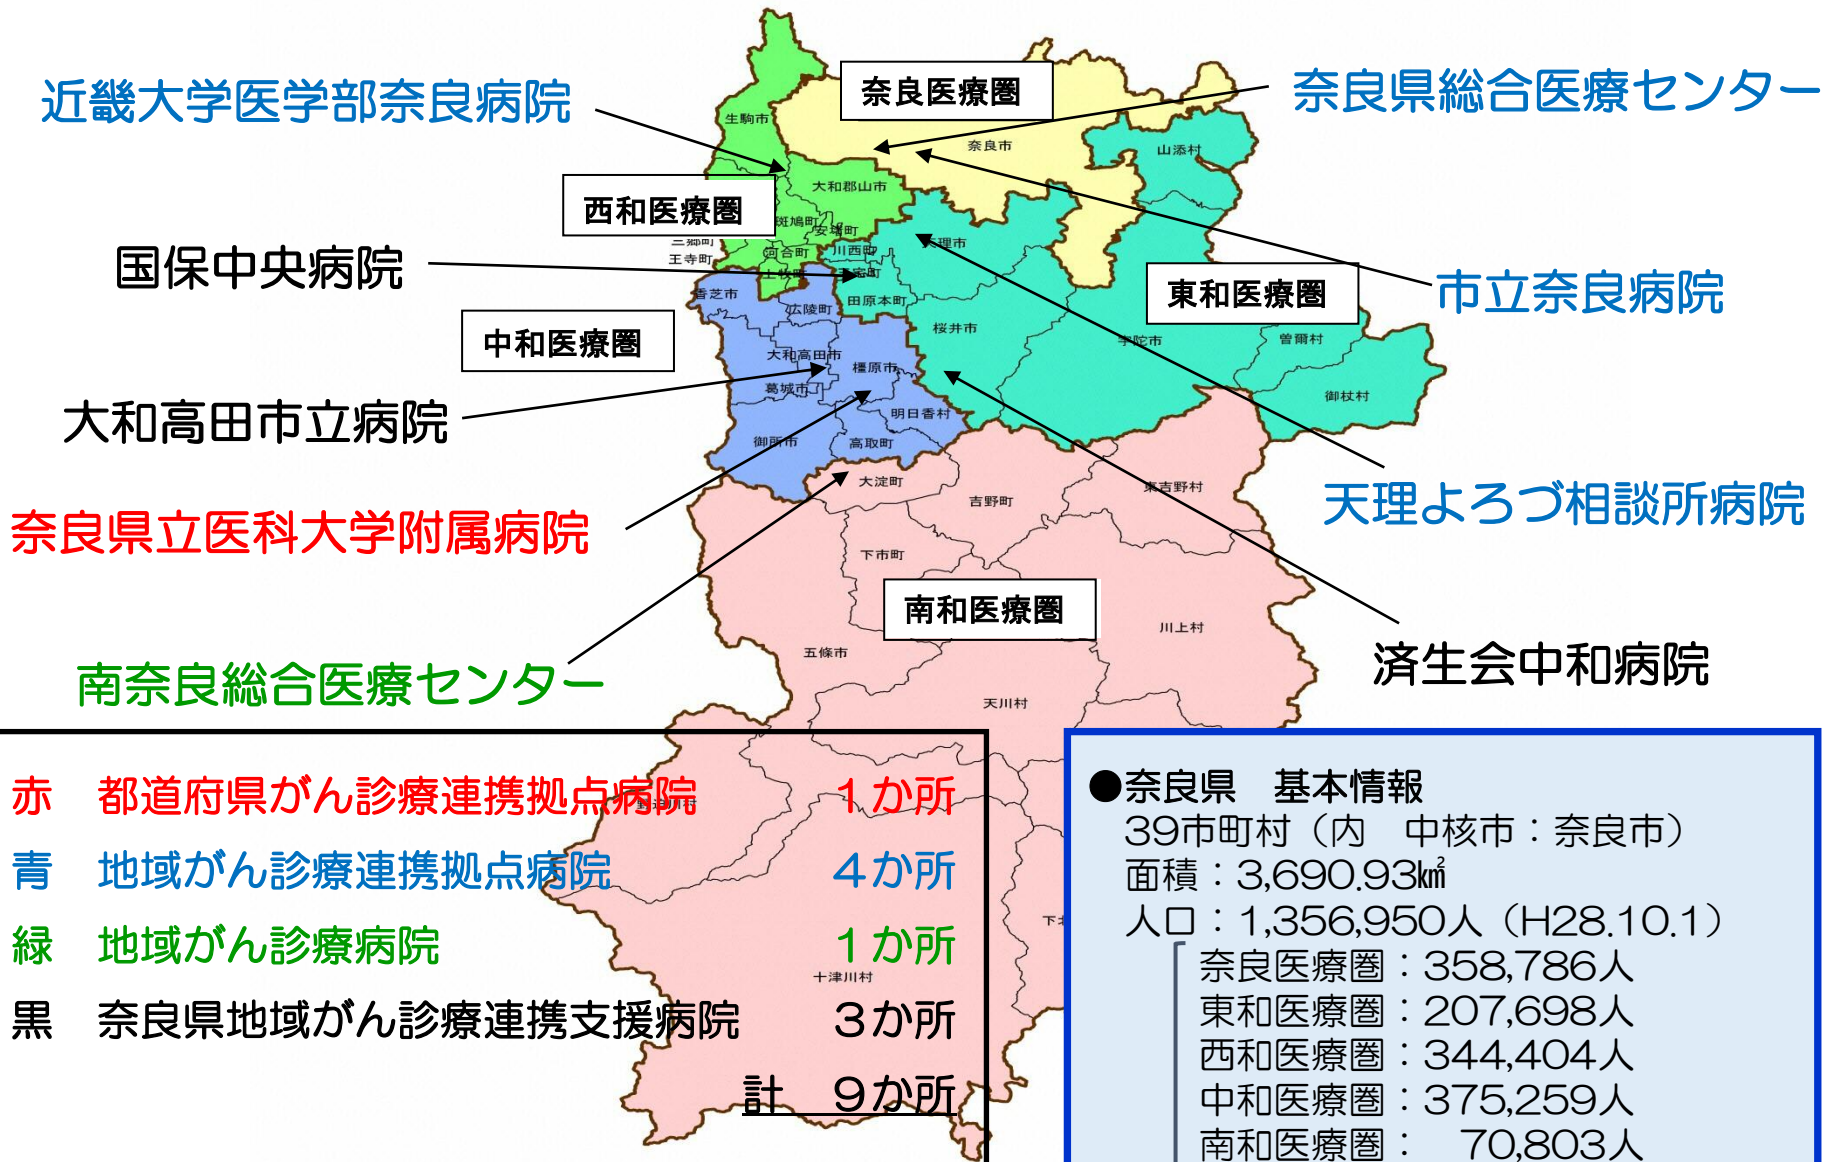 近畿大学医学部奈良病院
奈良医療圏
奈良県総合医療センター
生駒市
奈良市
山添村
大和郡山市
西和医療圏
斑鳩町
安堵町
三郷町
川西町
天理市
国保中央病院
王寺町
河合町
上牧町
三宅町
東和医療圏
市立奈良病院
香芝市
広陵町
田原本町
中和医療圏
桜井市
宇陀市
曽爾村
大和高田市
橿原市
葛城市
御杖村
大和高田市立病院
明日香村
御所市
高取町
大淀町
吉野町
東吉野村
天理よろづ相談所病院
奈良県立医科大学附属病院
下市町
南和医療圏
川上村
五條市
済生会中和病院
南奈良総合医療センター
天川村
赤　都道府県がん診療連携拠点病院　１か所
野迫川村
青　地域がん診療連携拠点病院　４か所
緑　地域がん診療病院　１か所
十津川村
黒　奈良県地域がん診療連携支援病院　３か所
計　９か所
●奈良県　基本情報
39市町村（内　中核市：奈良市）
面積：3,690.93㎢
人口：1,356,950人（H28.10.1）
奈良医療圏：358,786人
東和医療圏：207,698人
西和医療圏：344,404人
中和医療圏：375,259人
南和医療圏：　70,803人